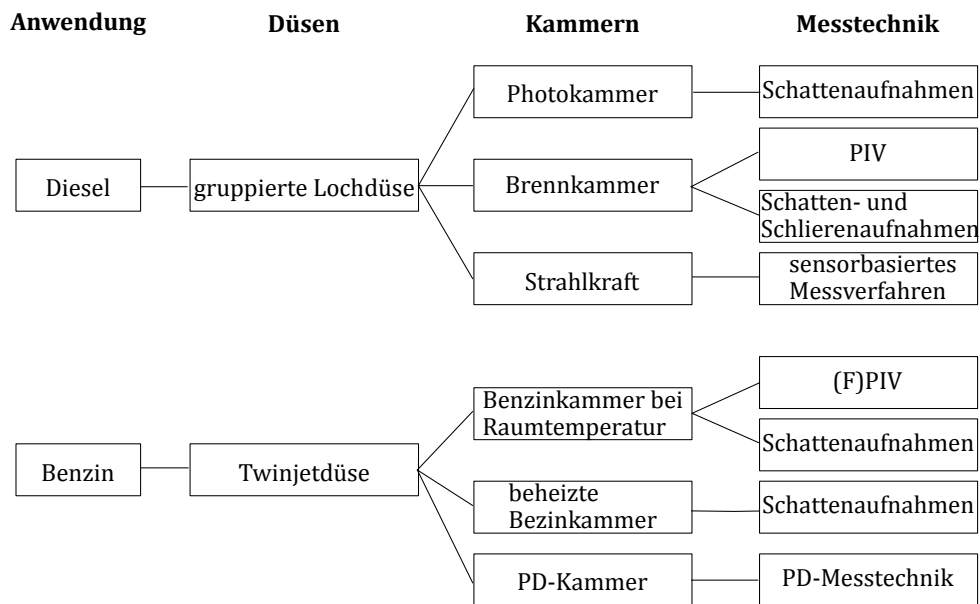 Anwendung Düsen Kammern Messtechnik
Photokammer Schattenaufnahmen
PIV
Diesel gruppierte Lochdüse Brennkammer
Schatten- und
Schlierenaufnahmen
Strahlkraft sensorbasiertes
Messverfahren
(F)PIV
Benzinkammer bei
Raumtemperatur
Schattenaufnahmen
Benzin Twinjetdüse
beheizte
Bezinkammer
Schattenaufnahmen
PD-Kammer PD-Messtechnik